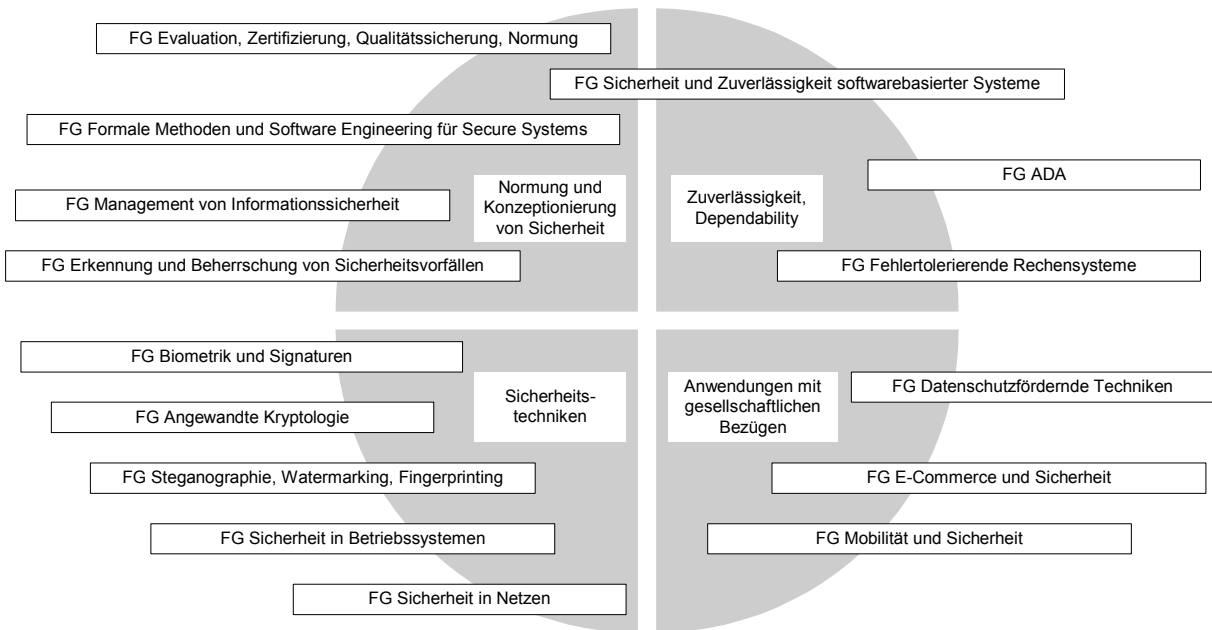 FG Evaluation, Zertifizierung, Qualitätssicherung, Normung
FG Sicherheit und Zuverlässigkeit softwarebasierter Systeme
FG Formale Methoden und Software Engineering für Secure Systems
FG ADA
FG Management von Informationssicherheit
Normung und
Konzeptionierung
von Sicherheit
Zuverlässigkeit,
Dependability
FG Erkennung und Beherrschung von Sicherheitsvorfällen
FG Fehlertolerierende Rechensysteme
FG Biometrik und Signaturen
Sicherheits-
techniken
Anwendungen mit
gesellschaftlichen
Bezügen
FG Datenschutzfördernde Techniken
FG Angewandte Kryptologie
FG Steganographie, Watermarking, Fingerprinting
FG E-Commerce und Sicherheit
FG Sicherheit in Betriebssystemen
FG Mobilität und Sicherheit
FG Sicherheit in Netzen